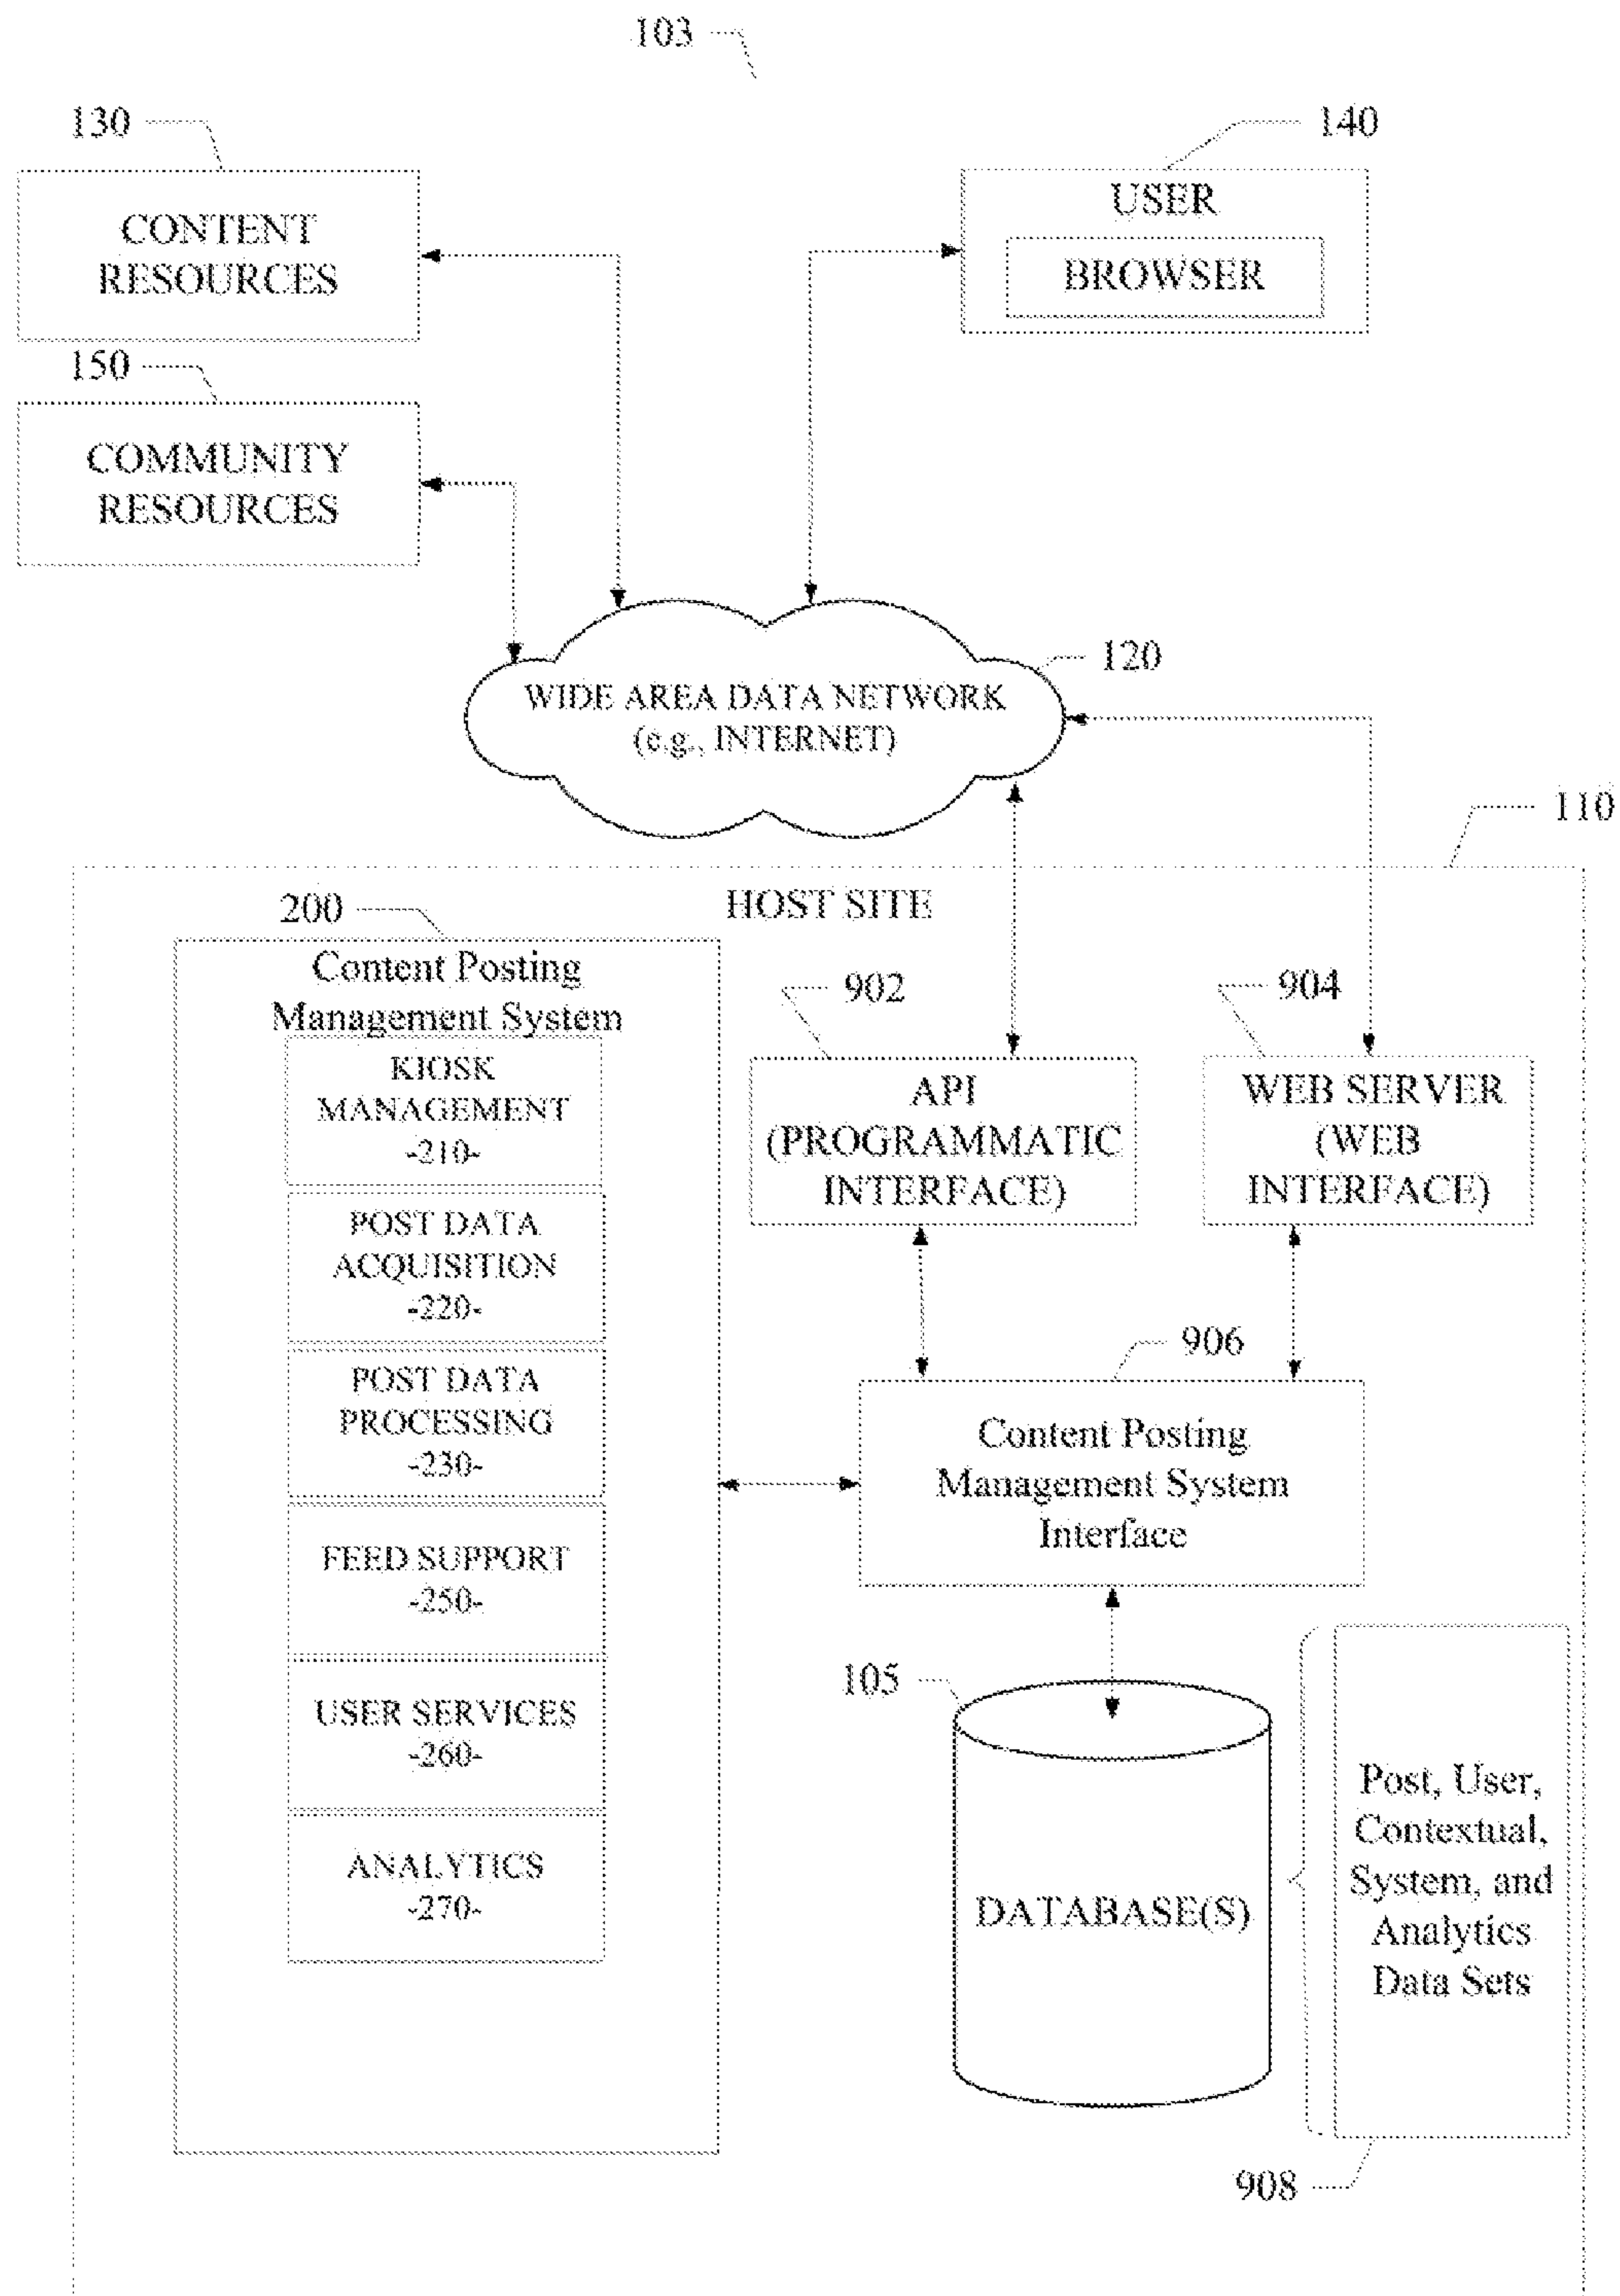 103
130
140
CONTENT
RESOURCES
USER
BROWSER
150
COMMUNITY
RESOURCES
120
WIDE AREA DATA NETWORK
(e.g., INTERNET)
110
HOST SITE
200
Content Posting
Management System
KIOSK
MANAGEMENT
-210-
POST DATA
ACQUISITION
-220-
POST DATA
PROCESSING
-230-
FEED SUPPORT
-250-
USER SERVICES
-260-
ANALYTICS
-270-
902
API
(PROGRAMMATIC
INTERFACE)
904
WEB SERVER
(WEB
INTERFACE)
906
Content Posting
Management System
Interface
105
DATABASE(S)
Post, User,
Contextual,
System, and
Analytics
Data Sets
908